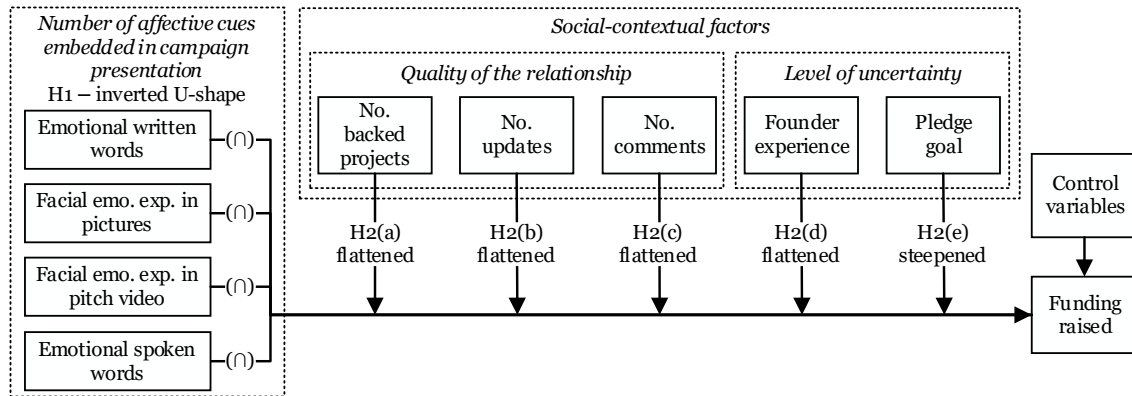 Number of affective cues
embedded in campaign
presentation
H1 – inverted U-shape
Emotional written
words
(∩)
Facial emo. exp. in
pictures
(∩)
Facial emo. exp. in
pitch video
(∩)
Emotional spoken
words
(∩)
Social-contextual factors
Quality of the relationship
No.
backed
projects
No.
updates
No.
comments
Level of uncertainty
Founder
experience
Pledge
goal
H2(a)
flattened
H2(b)
flattened
H2(c)
flattened
H2(d)
flattened
H2(e)
steepened
Control
variables
Funding
raised